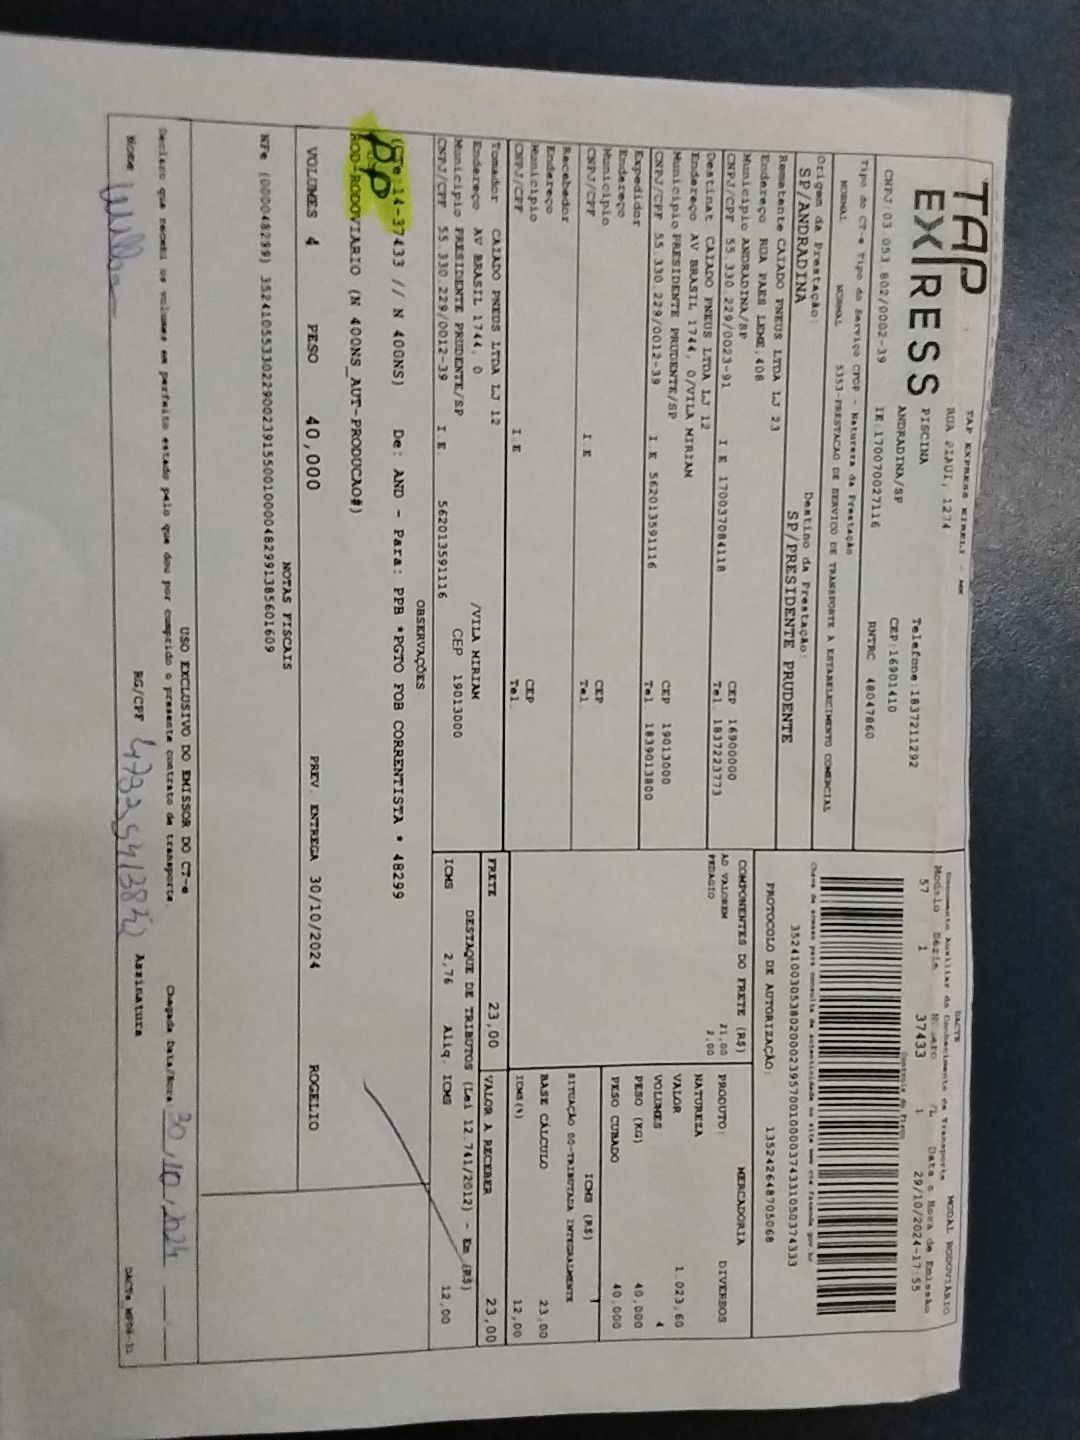 TAP
EXPRESS
TAP EXPRESS EIRELI - ME
RUA PIAUI, 1274
PISCINA
ANDRADINA/SP
Telefone: 1837211292
CEP: 16901410
CNPJ: 03 053 802/0002-39 IE: 170070027116 RNTRC 48047860
Tipo do CT-e Tipo do Serviço CFOP - Natureza da Prestação
NORMAL NORMAL 5353-PRESTACAO DE SERVICO DE TRANSPORTE A ESTABELECIMENTO COMERCIAL
Origem da Prestação: Destino da Prestação:
SP/ANDRADINA SP/PRESIDENTE PRUDENTE
Remetente CAIADO PNEUS LTDA LJ 23
Endereço RUA PAES LEME, 408
Município ANDRADINA/SP CEP 16900000
CNPJ/CPF 55.330.229/0023-91 I.E 170037084118 Tel 1837223773
Destinat CAIADO PNEUS LTDA LJ 12
Endereço AV BRASIL 1744, 0/VILA MIRIAN
Município PRESIDENTE PRUDENTE/SP CEP 19013000
CNPJ/CPF 55.330.229/0012-39 I.E 562013591116 Tel 1839013800
Expedidor
Endereço
Município CEP
CNPJ/CPF I.E Tel
Recebedor
Endereço
Município CEP
CNPJ/CPF I.E Tel
Tomador CAIADO PNEUS LTDA LJ 12
Endereço AV BRASIL 1744, 0 /VILA MIRIAM
Município PRESIDENTE PRUDENTE/SP CEP 19013000
CNPJ/CPF 55.330.229/0012-39 I.E 562013591116
DACTE MODAL RODOVIÁRIO
Documento Auxiliar do Conhecimento de Transporte
Modelo Série Número FL Data e Hora de Emissão
57 1 37433 1 29/10/2024-17:55
Controle do Fisco
Chave de acesso para consulta de autenticidade no site
35241003053802000239570010000374331050374333
PROTOCOLO DE AUTORIZAÇÃO: 135242648705068
COMPONENTES DO FRETE (R$)
AD VALOREM 21,00
PEDAGIO 2,00
MERCADORIA
PRODUTO: DIVERSOS
NATUREZA
VALOR 1.023,60
VOLUMES 4
PESO (KG) 40,000
PESO CUBADO 40,000
ICMS (R$)
SITUAÇÃO 00-TRIBUTADA INTEGRALMENTE
BASE CÁLCULO 23,00
ICMS(%) 12,00
FRETE 23,00 VALOR A RECEBER 23,00
DESTAQUE DE TRIBUTOS (Lei 12.741/2012) - Em (R$)
ICMS 2,76 Aliq. ICMS 12,00
OBSERVAÇÕES
(CTe 14-37433 // N 400NS) De: AND - Para: PPB *PGTO FOB CORRENTISTA * 48299
PP
ROD-RODOVIARIO (N 400NS_AUT-PRODUCAO#)
VOLUMES 4 PESO 40,000 PREV. ENTREGA 30/10/2024 ROGELIO
NOTAS FISCAIS
NFe (000048299) 35241055330229002391550010000482991385601609
USO EXCLUSIVO DO EMISSOR DO CT-e
Declaro que recebi os volumes em perfeito estado pelo que dou por cumprido o presente contrato de transporte. Chegada Data/Hora 30/10/2024
Nome RG/CPF Assinatura